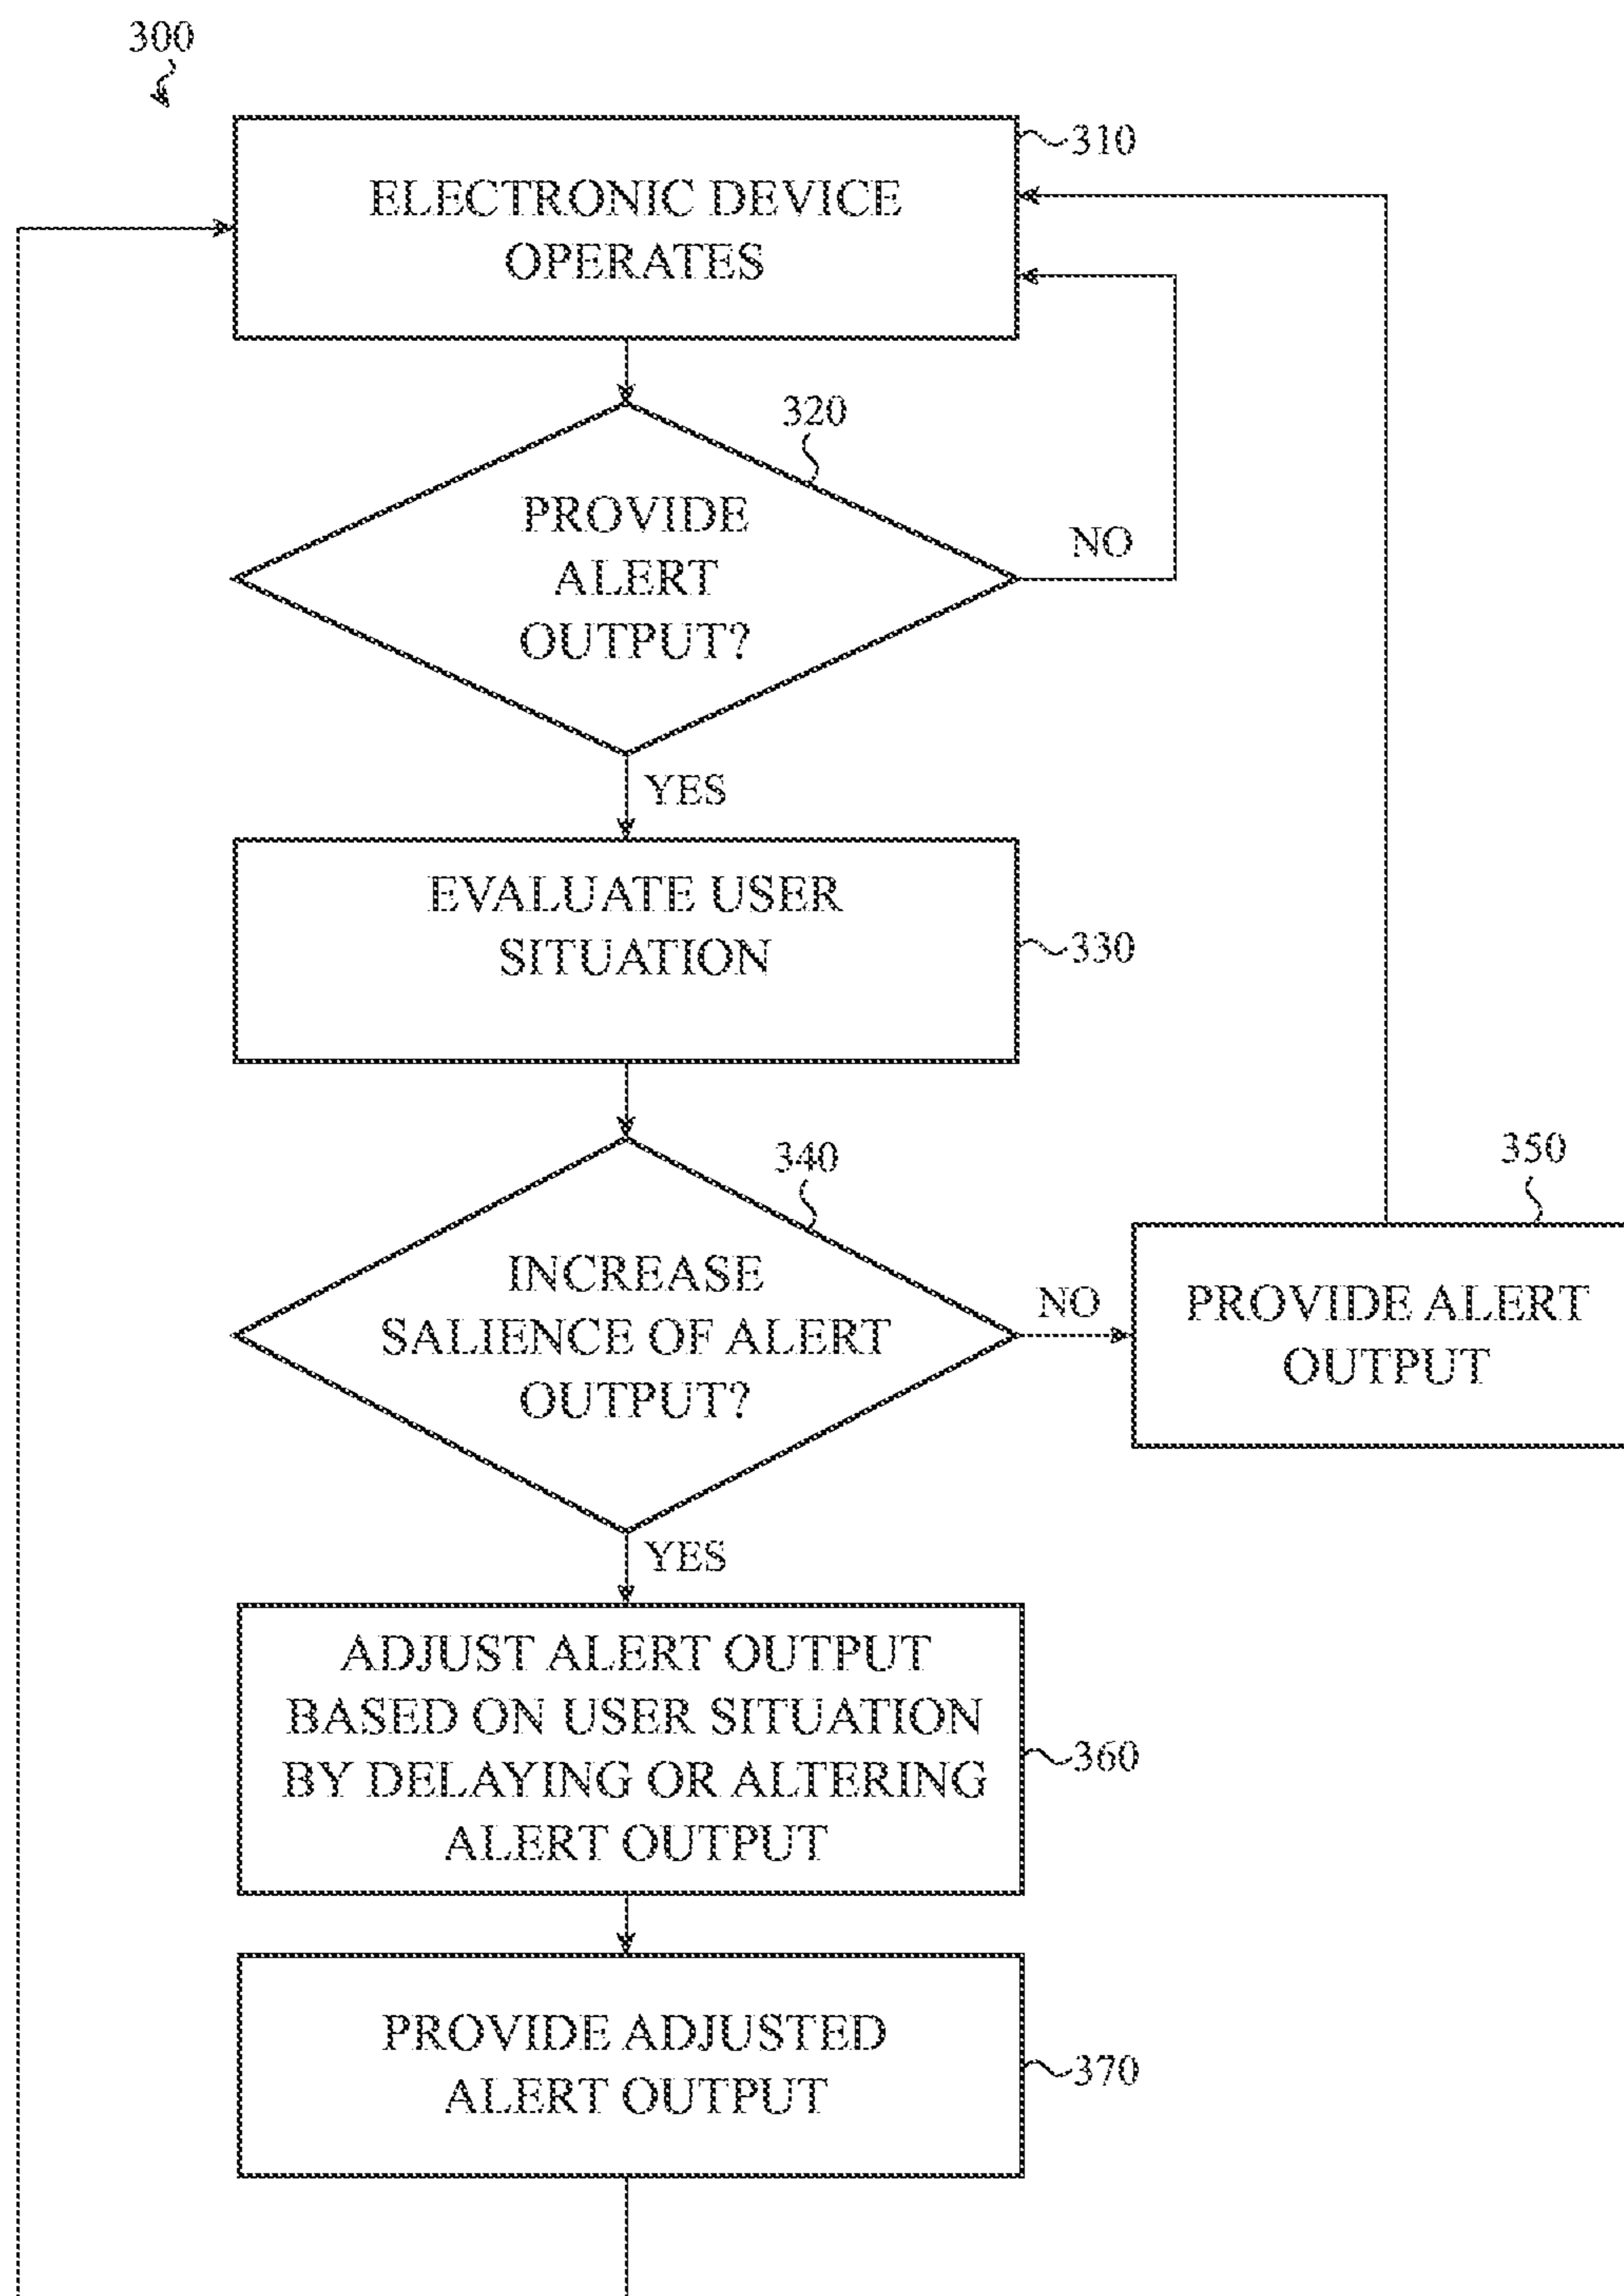 300
310
ELECTRONIC DEVICE
OPERATES
320
PROVIDE
ALERT
OUTPUT?
NO
YES
EVALUATE USER
SITUATION
330
340
INCREASE
SALIENCE OF ALERT
OUTPUT?
NO
350
PROVIDE ALERT
OUTPUT
YES
ADJUST ALERT OUTPUT
BASED ON USER SITUATION
BY DELAYING OR ALTERING
ALERT OUTPUT
360
PROVIDE ADJUSTED
ALERT OUTPUT
370